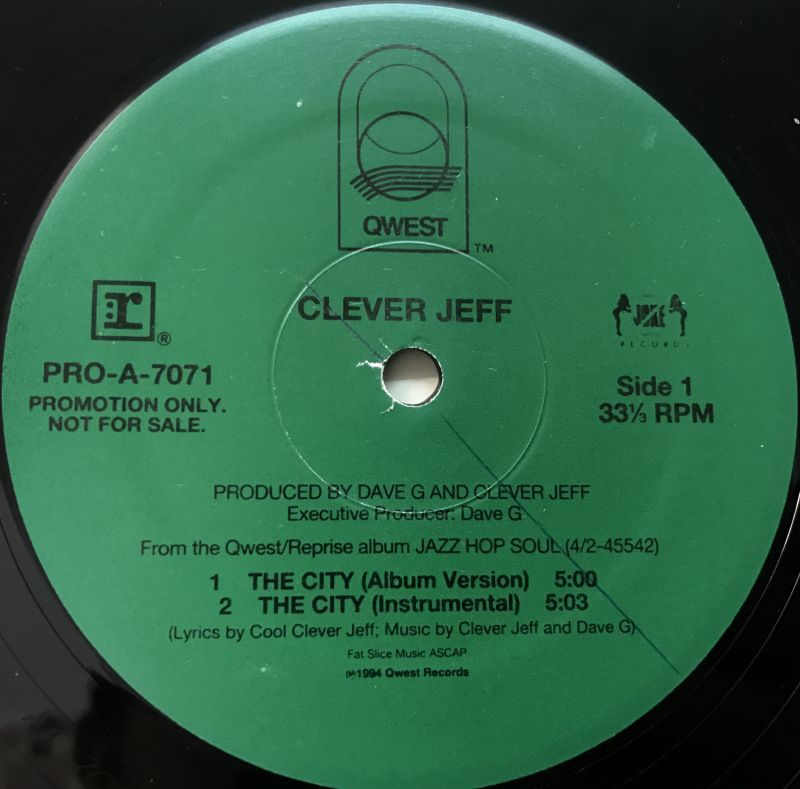 QWEST
TM
CLEVER JEFF
r ®
PRO-A-7071
PROMOTION ONLY.
NOT FOR SALE.
RECORDS
Side 1
33⅓ RPM
PRODUCED BY DAVE G AND CLEVER JEFF
Executive Producer: Dave G
From the Qwest/Reprise album JAZZ HOP SOUL (4/2-45542)
1 THE CITY (Album Version) 5:00
2 THE CITY (Instrumental) 5:03
(Lyrics by Cool Clever Jeff; Music by Clever Jeff and Dave G)
Fat Slice Music ASCAP
℗1994 Qwest Records